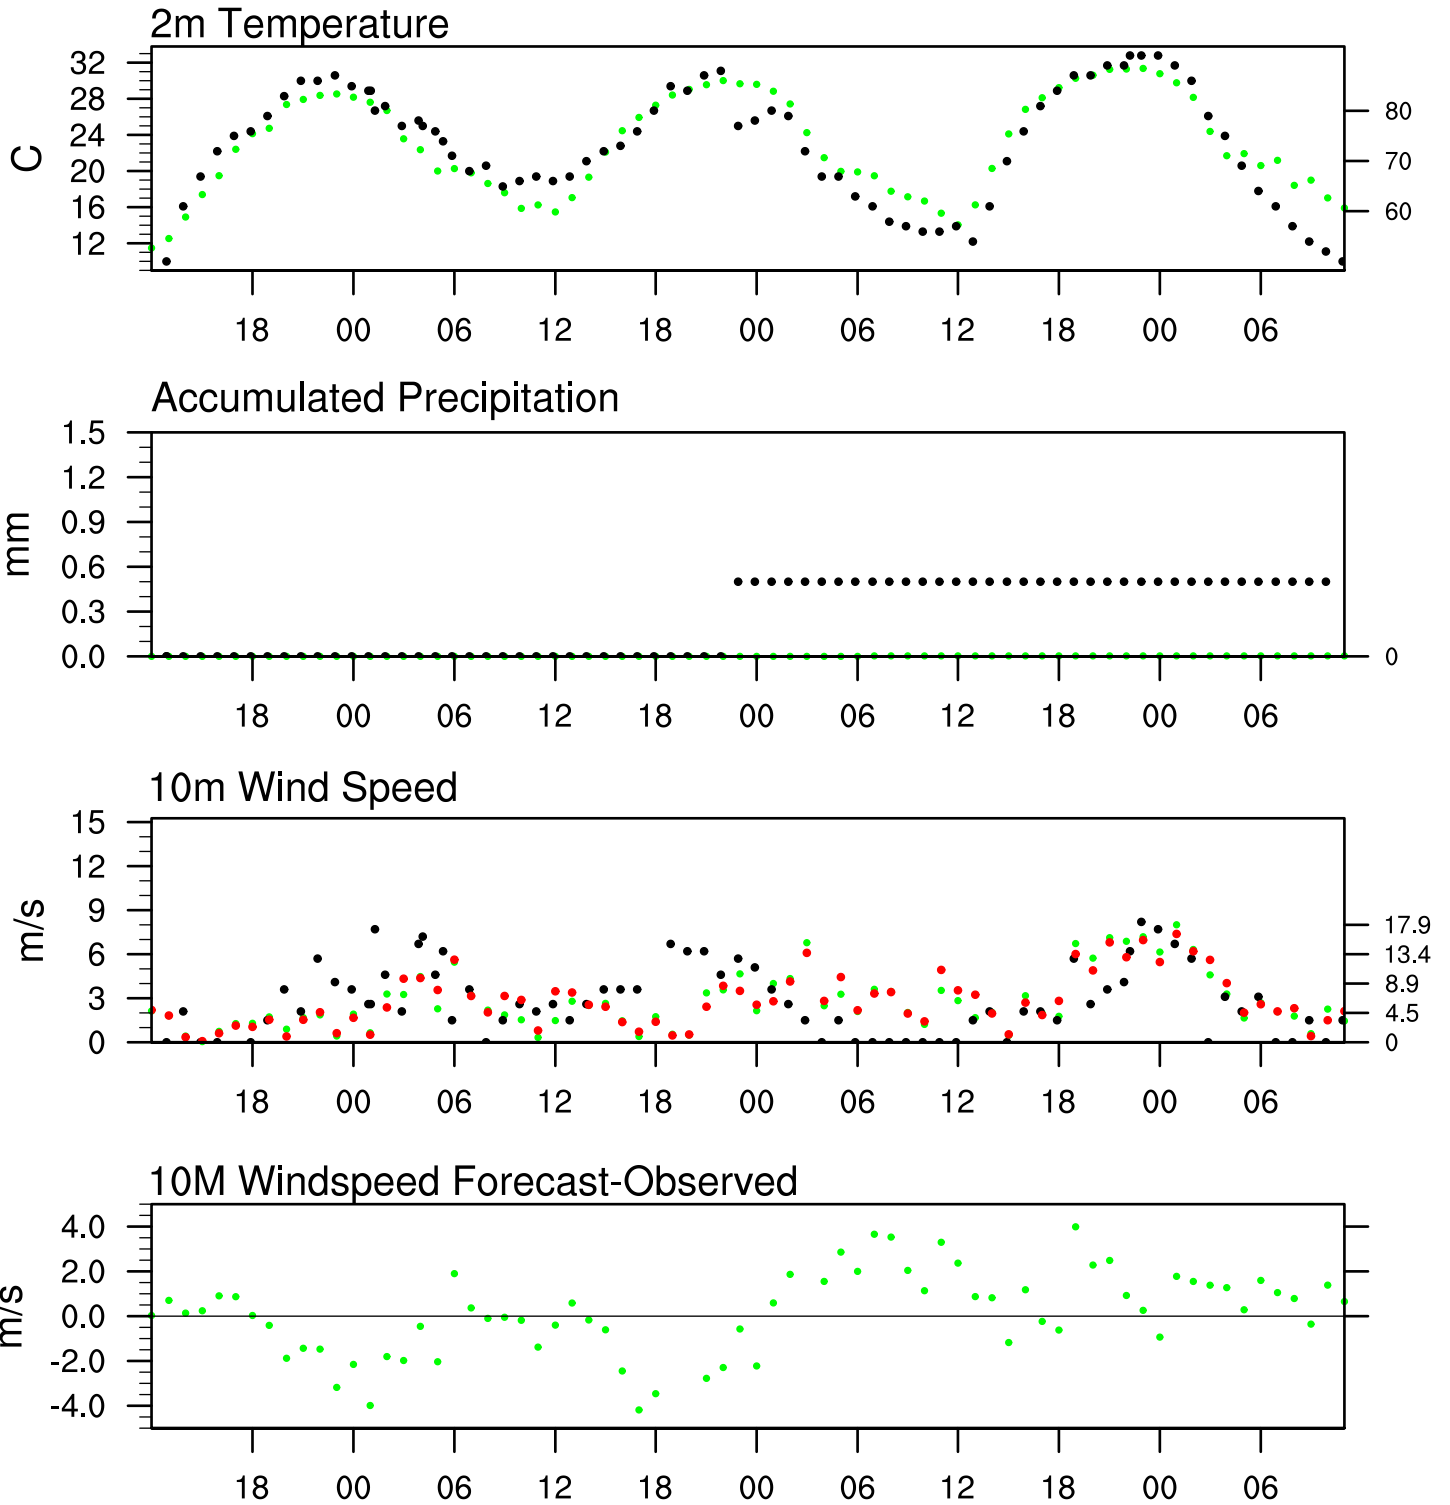 2m Temperature
C
32
28
24
20
16
12
80
70
60
18 00 06 12 18 00 06 12 18 00 06
Accumulated Precipitation
mm
1.5
1.2
0.9
0.6
0.3
0.0
0
18 00 06 12 18 00 06 12 18 00 06
10m Wind Speed
m/s
15
12
9
6
3
0
17.9
13.4
8.9
4.5
0
18 00 06 12 18 00 06 12 18 00 06
10M Windspeed Forecast-Observed
m/s
4.0
2.0
0.0
-2.0
-4.0
18 00 06 12 18 00 06 12 18 00 06